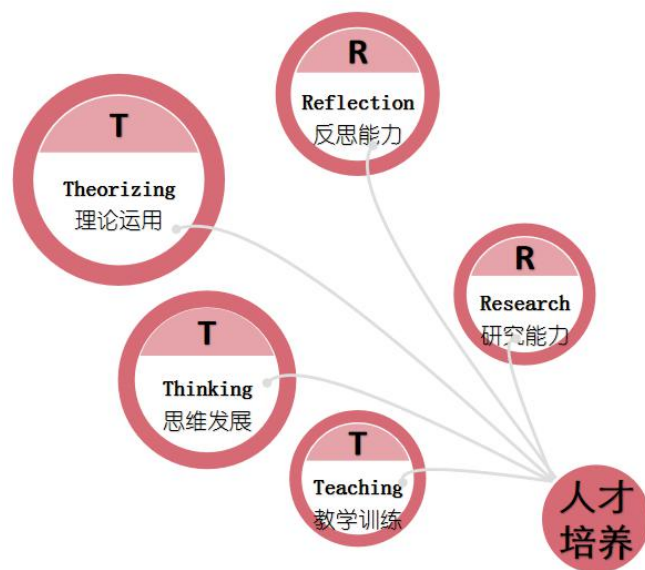 R
Reflection
反思能力
T
Theorizing
理论运用
R
Research
研究能力
T
Thinking
思维发展
T
Teaching
教学训练
人才
培养